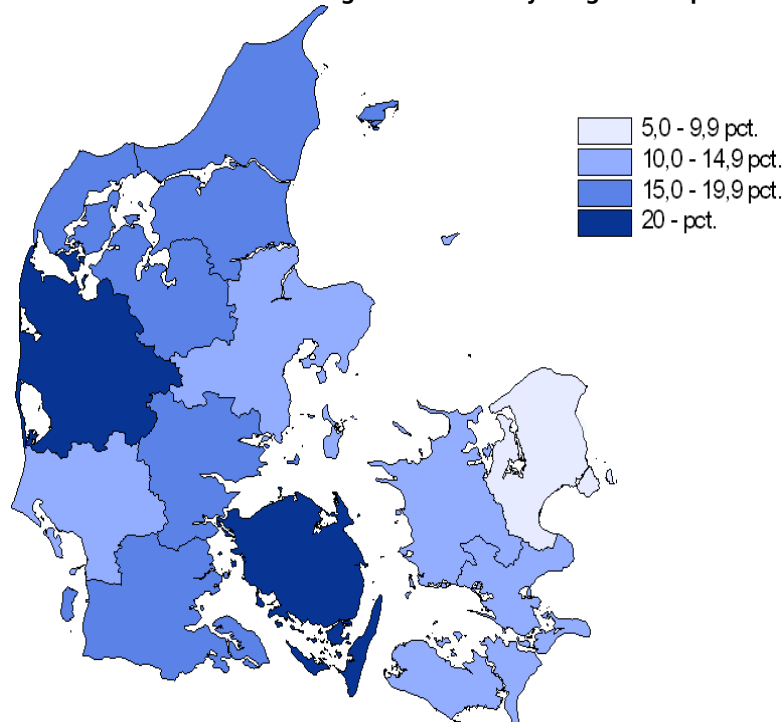 5,0 - 9,9 pct.
10,0 - 14,9 pct.
15,0 - 19,9 pct.
20 - pct.